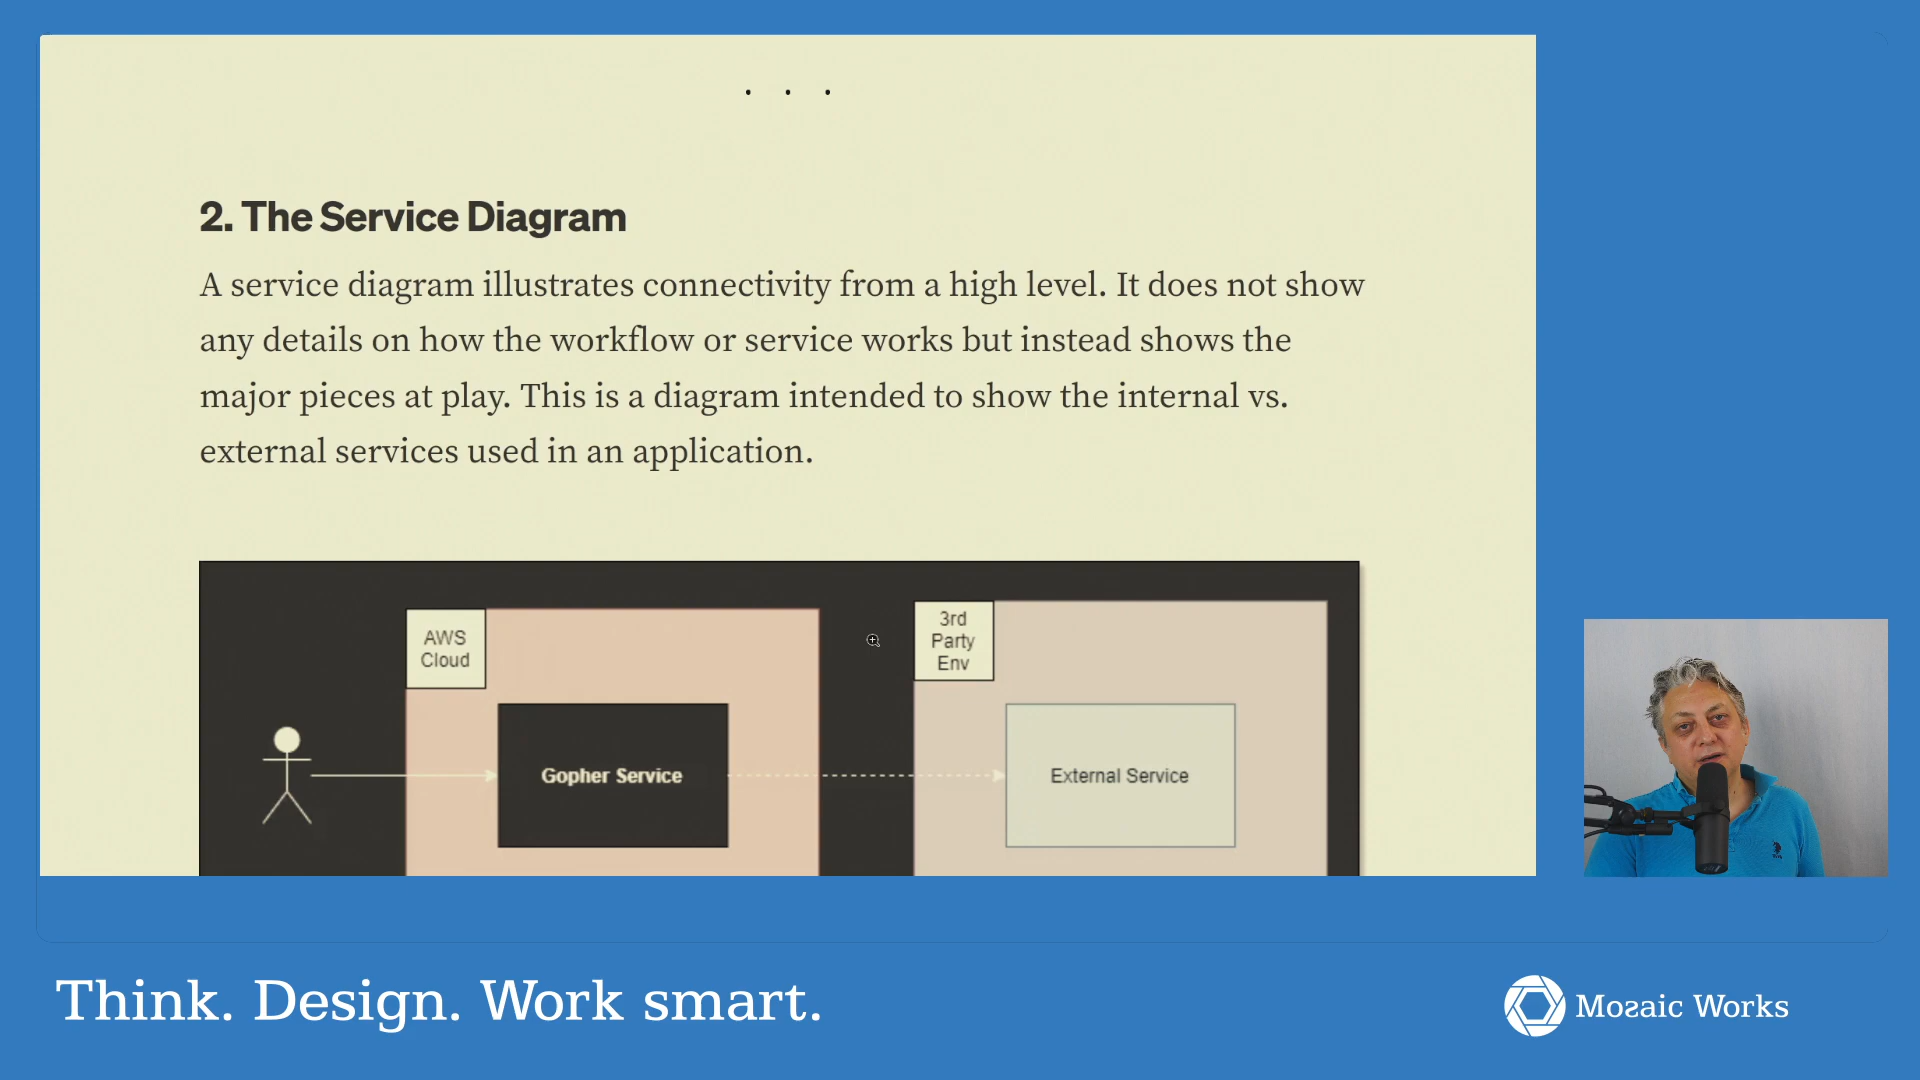 . . .
2. The Service Diagram
A service diagram illustrates connectivity from a high level. It does not show
any details on how the workflow or service works but instead shows the
major pieces at play. This is a diagram intended to show the internal vs.
external services used in an application.
AWS
Cloud
3rd
Party
Env
Gopher Service
External Service
Think. Design. Work smart.
Mozaic Works